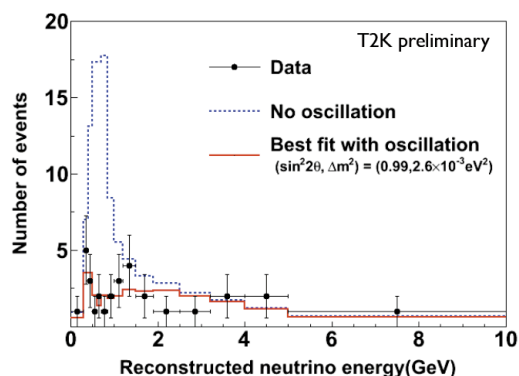 T2K preliminary
20
15
10
5
0
Number of events
Data
No oscillation
Best fit with oscillation
(sin²2θ, Δm²) = (0.99,2.6×10⁻³eV²)
0 2 4 6 8 10
Reconstructed neutrino energy(GeV)